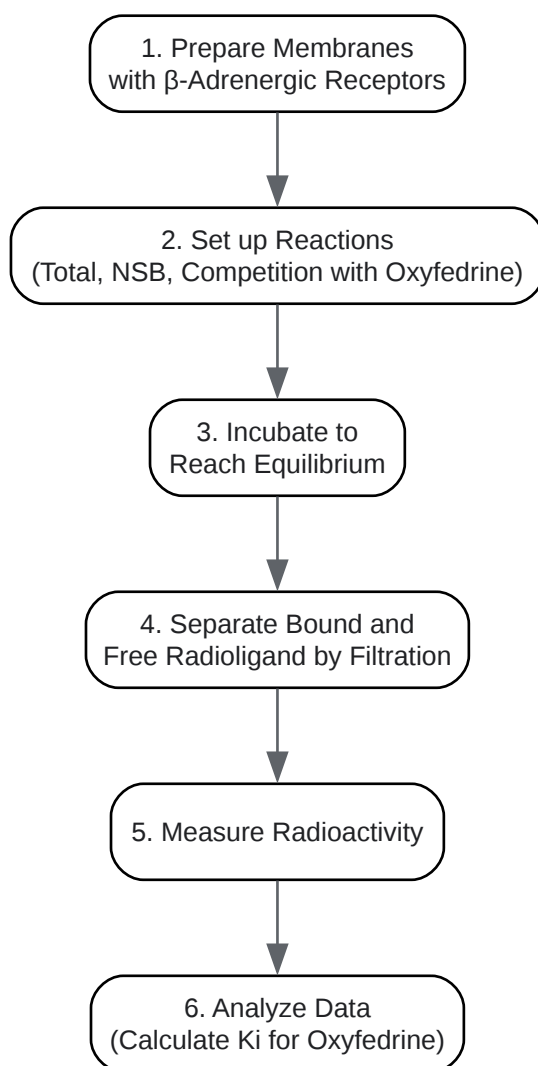 1. Prepare Membranes
with β-Adrenergic Receptors
2. Set up Reactions
(Total, NSB, Competition with Oxyfedrine)
3. Incubate to
Reach Equilibrium
4. Separate Bound and
Free Radioligand by Filtration
5. Measure Radioactivity
6. Analyze Data
(Calculate Ki for Oxyfedrine)